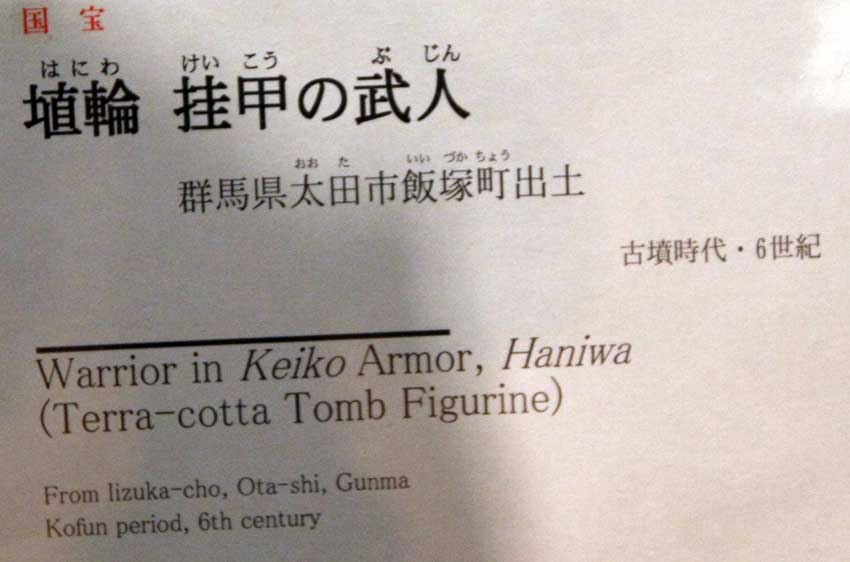 国宝
はにわ けいこう ぶじん
埴輪 挂甲の武人
おおた いいづかちょう
群馬県太田市飯塚町出土
古墳時代・6世紀
Warrior in Keiko Armor, Haniwa
(Terra-cotta Tomb Figurine)
From Iizuka-cho, Ota-shi, Gunma
Kofun period, 6th century